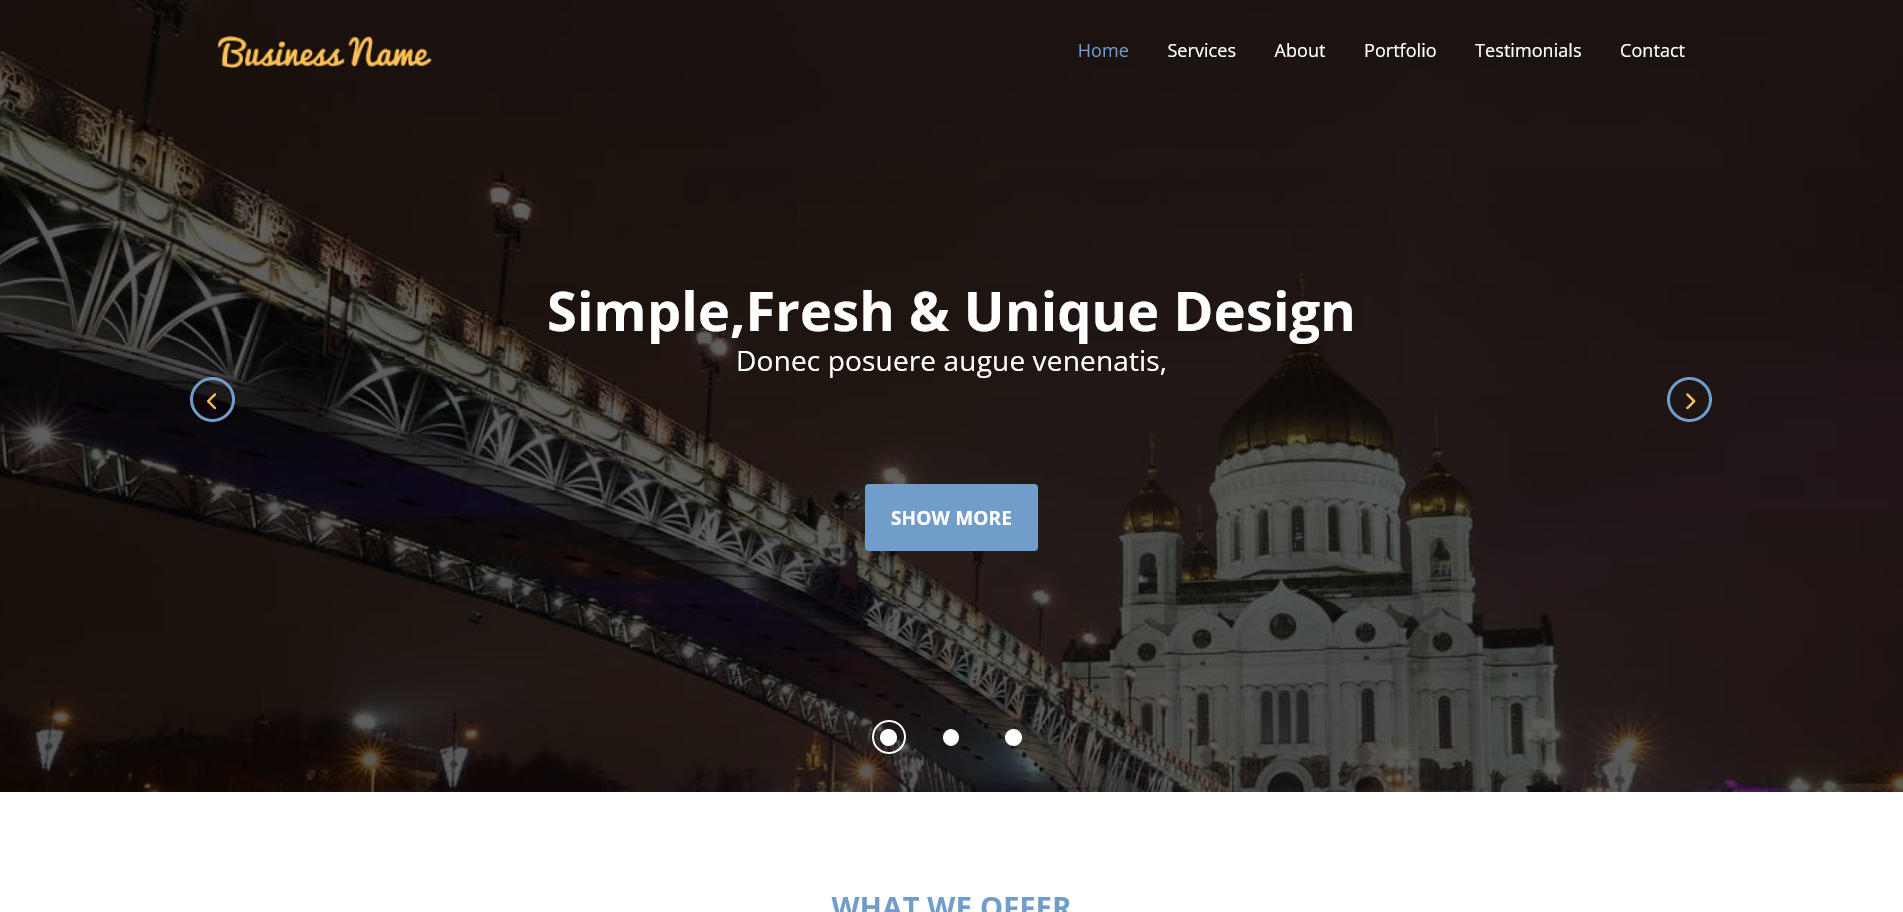 Business Name
Home Services About Portfolio Testimonials Contact
Simple,Fresh & Unique Design
Donec posuere augue venenatis,
SHOW MORE
WHAT WE OFFER